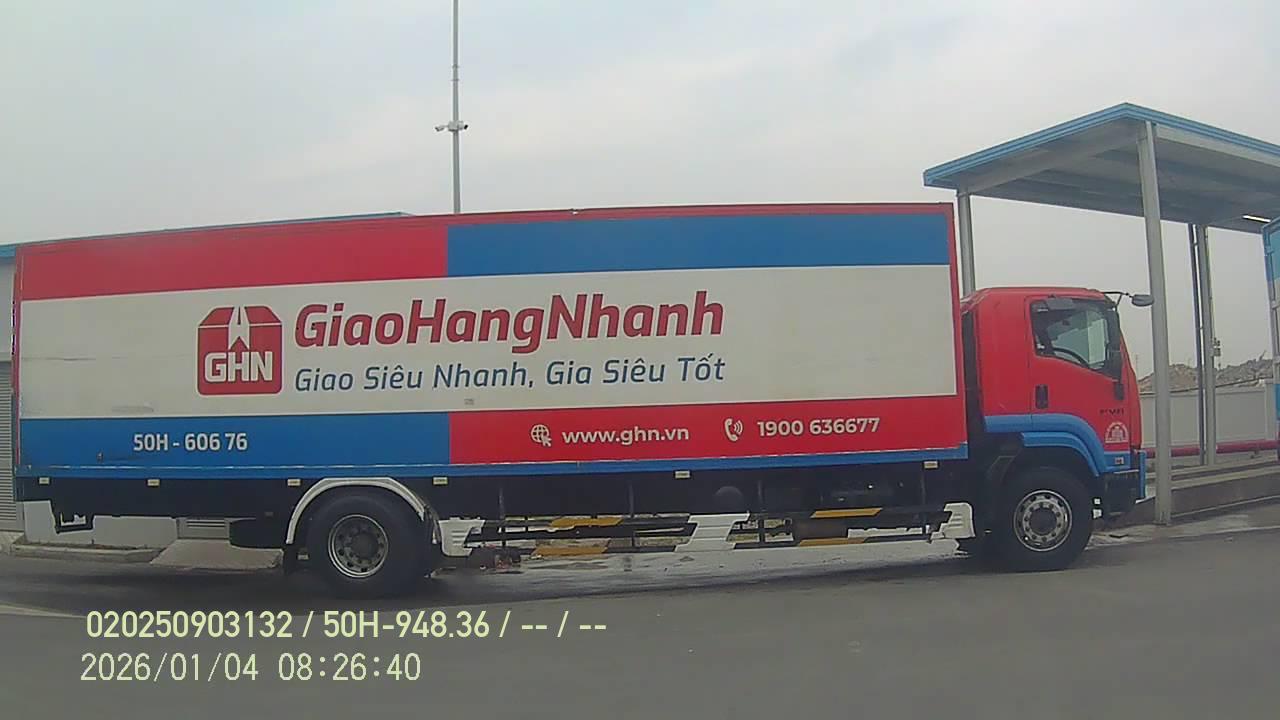 GHN
GiaoHangNhanh
Giao Siêu Nhanh, Gia Siêu Tốt
50H - 606 76
www.ghn.vn
1900 636677
FVR
020250903132 / 50H-948.36 / -- / --
2026/01/04 08:26:40